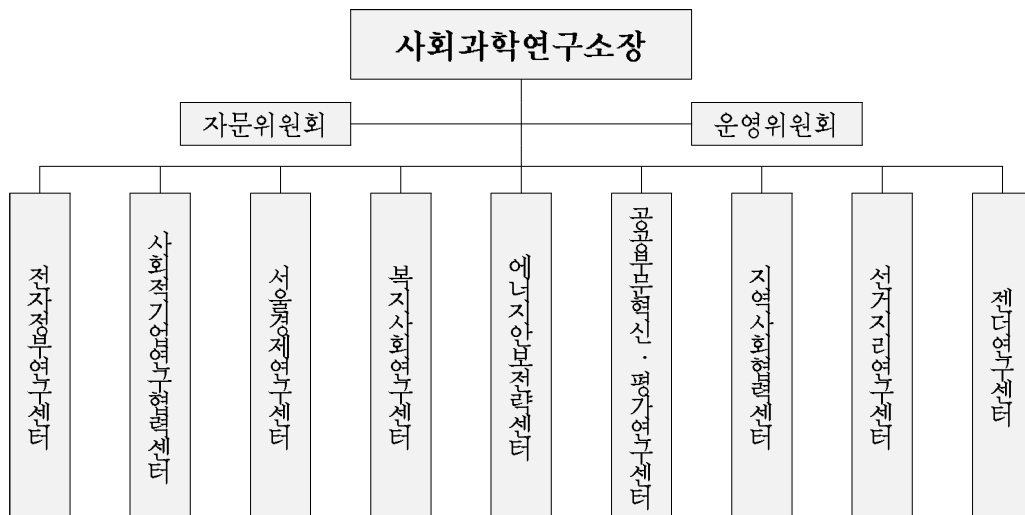 사회과학연구소장
자문위원회
운영위원회
전자정부연구센터
사회적기업연구협력센터
서울경제연구센터
복지사회연구센터
에너지안보전략센터
공공부문혁신·평가연구센터
지역사회협력센터
선거지리연구센터
젠더연구센터